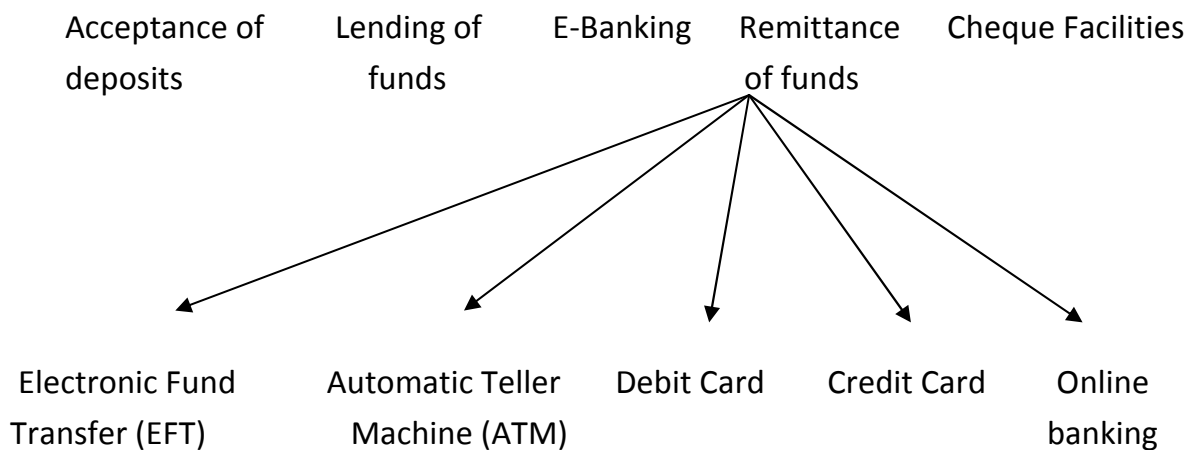 Acceptance of Lending of E-Banking Remittance Cheque Facilities
deposits funds of funds
Electronic Fund Automatic Teller Debit Card Credit Card Online
Transfer (EFT) Machine (ATM) banking